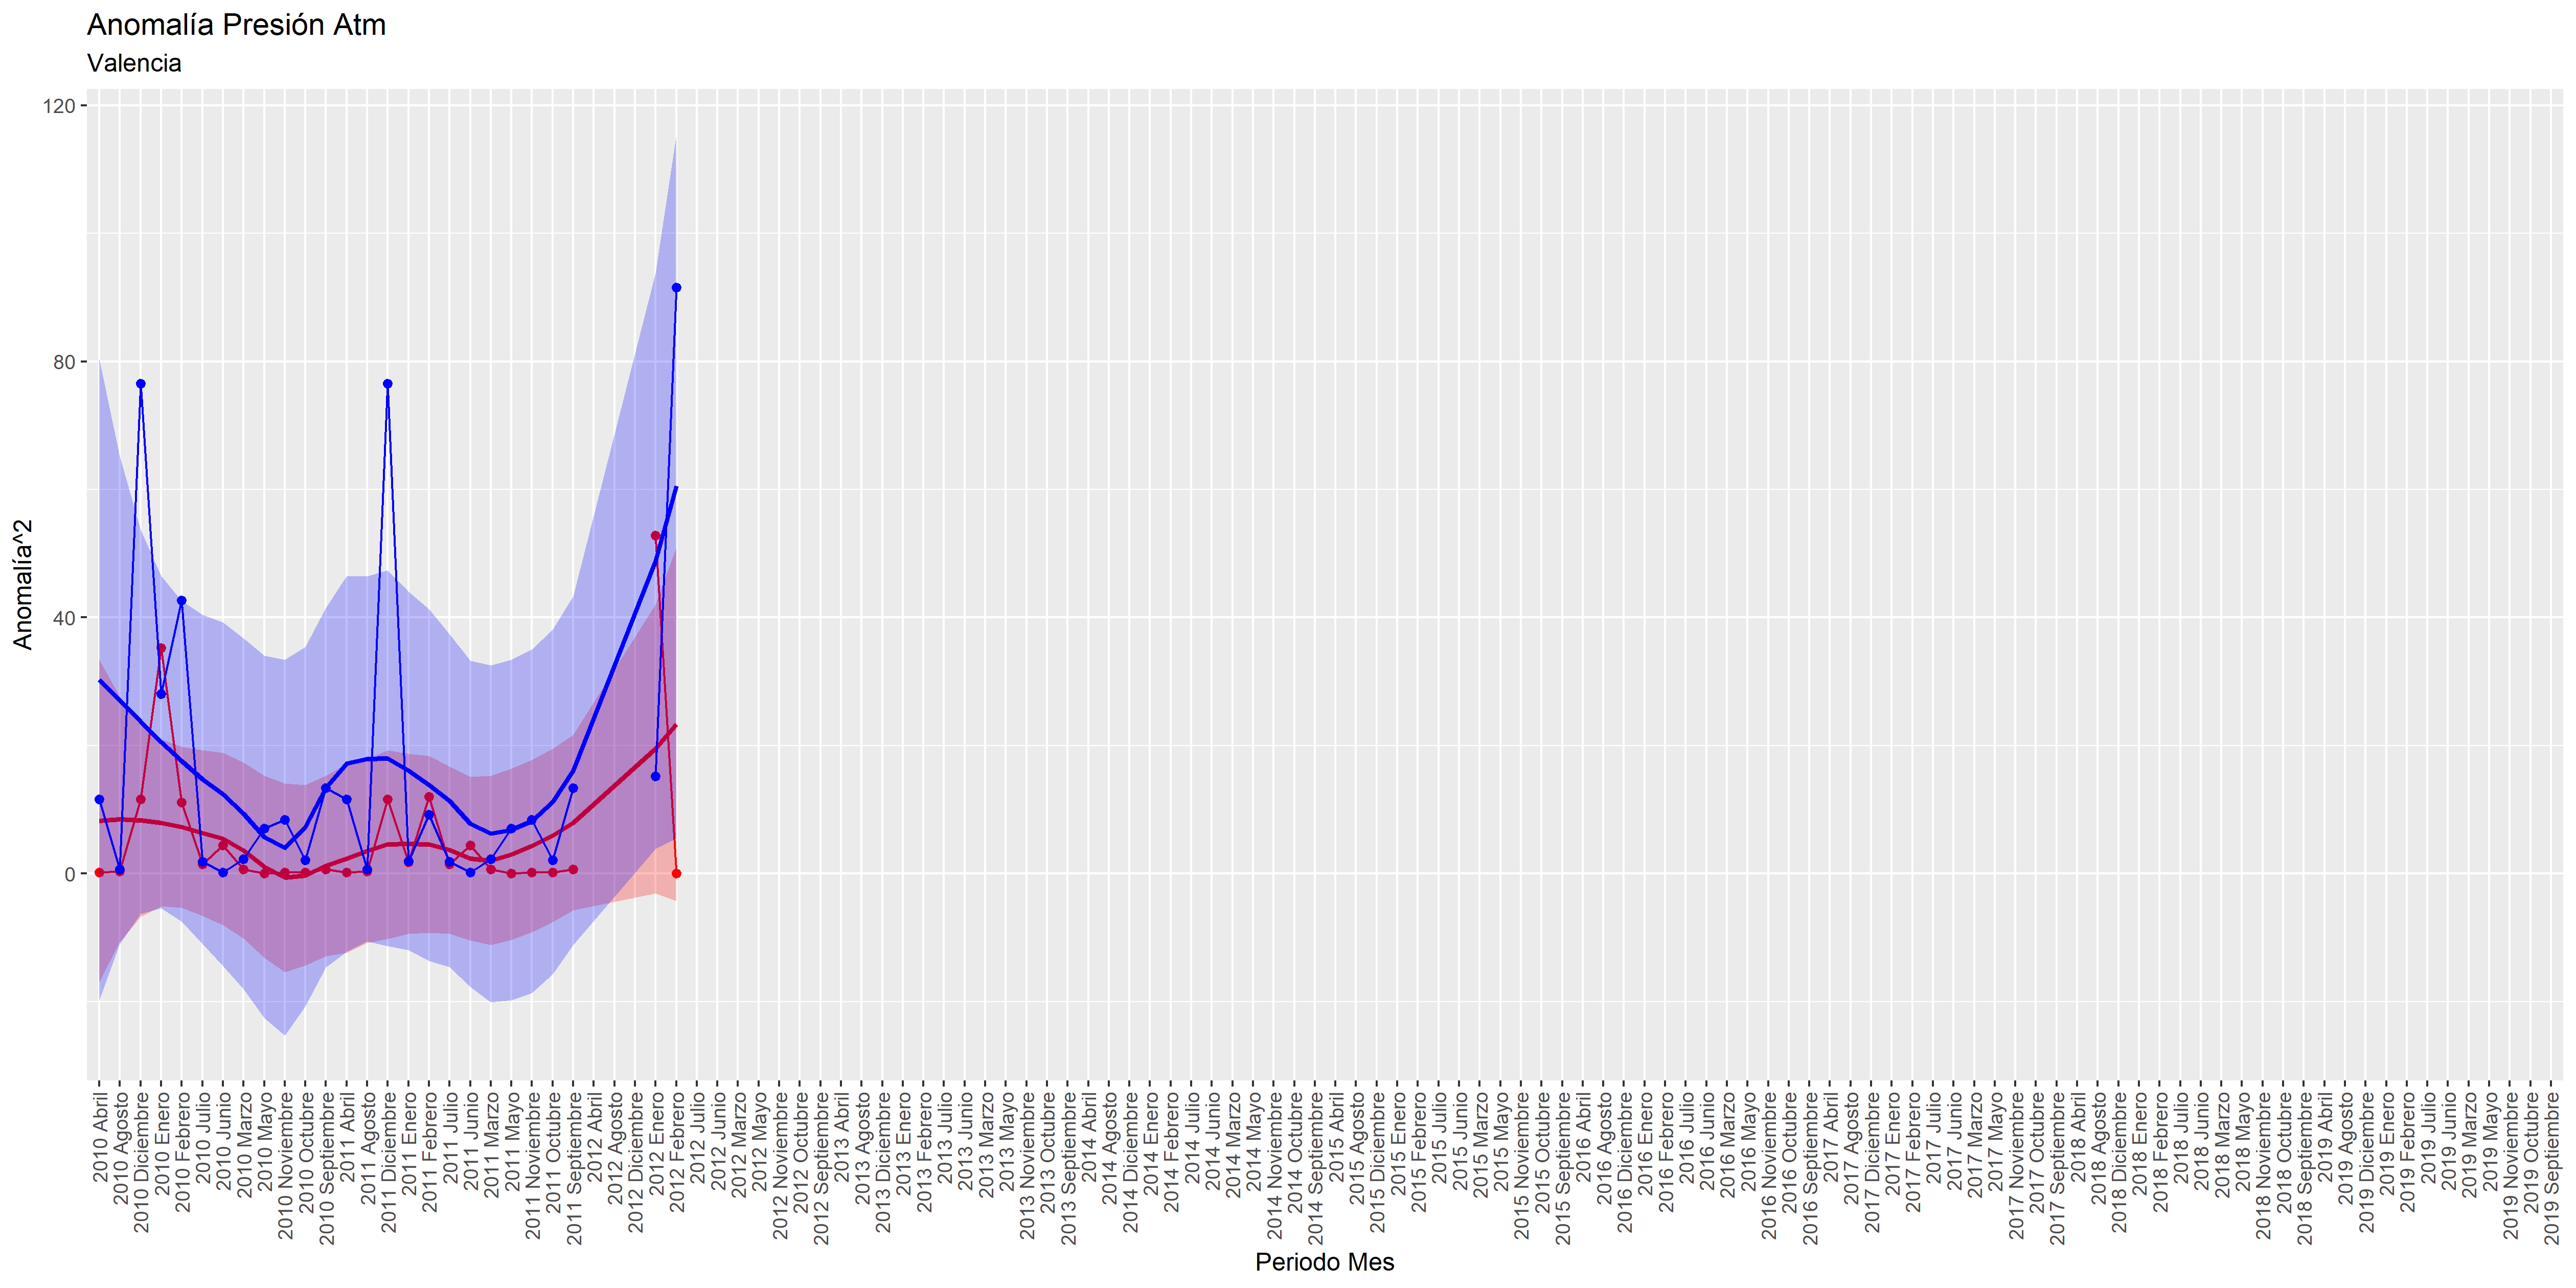 Anomalía Presión Atm
Valencia
120
80
40
0
Anomalía^2
2010 Abril
2010 Agosto
2010 Diciembre
2010 Enero
2010 Febrero
2010 Julio
2010 Junio
2010 Marzo
2010 Mayo
2010 Noviembre
2010 Octubre
2010 Septiembre
2011 Abril
2011 Agosto
2011 Diciembre
2011 Enero
2011 Febrero
2011 Julio
2011 Junio
2011 Marzo
2011 Mayo
2011 Noviembre
2011 Octubre
2011 Septiembre
2012 Abril
2012 Agosto
2012 Diciembre
2012 Enero
2012 Febrero
2012 Julio
2012 Junio
2012 Marzo
2012 Mayo
2012 Noviembre
2012 Octubre
2012 Septiembre
2013 Abril
2013 Agosto
2013 Diciembre
2013 Enero
2013 Febrero
2013 Julio
2013 Junio
2013 Marzo
2013 Mayo
2013 Noviembre
2013 Octubre
2013 Septiembre
2014 Abril
2014 Agosto
2014 Diciembre
2014 Enero
2014 Febrero
2014 Julio
2014 Junio
2014 Marzo
2014 Mayo
2014 Noviembre
2014 Octubre
2014 Septiembre
2015 Abril
2015 Agosto
2015 Diciembre
2015 Enero
2015 Febrero
2015 Julio
2015 Junio
2015 Marzo
2015 Mayo
2015 Noviembre
2015 Octubre
2015 Septiembre
2016 Abril
2016 Agosto
2016 Diciembre
2016 Enero
2016 Febrero
2016 Julio
2016 Junio
2016 Marzo
2016 Mayo
2016 Noviembre
2016 Octubre
2016 Septiembre
2017 Abril
2017 Agosto
2017 Diciembre
2017 Enero
2017 Febrero
2017 Julio
2017 Junio
2017 Marzo
2017 Mayo
2017 Noviembre
2017 Octubre
2017 Septiembre
2018 Abril
2018 Agosto
2018 Diciembre
2018 Enero
2018 Febrero
2018 Julio
2018 Junio
2018 Marzo
2018 Mayo
2018 Noviembre
2018 Octubre
2018 Septiembre
2019 Abril
2019 Agosto
2019 Diciembre
2019 Enero
2019 Febrero
2019 Julio
2019 Junio
2019 Marzo
2019 Mayo
2019 Noviembre
2019 Octubre
2019 Septiembre
Periodo Mes